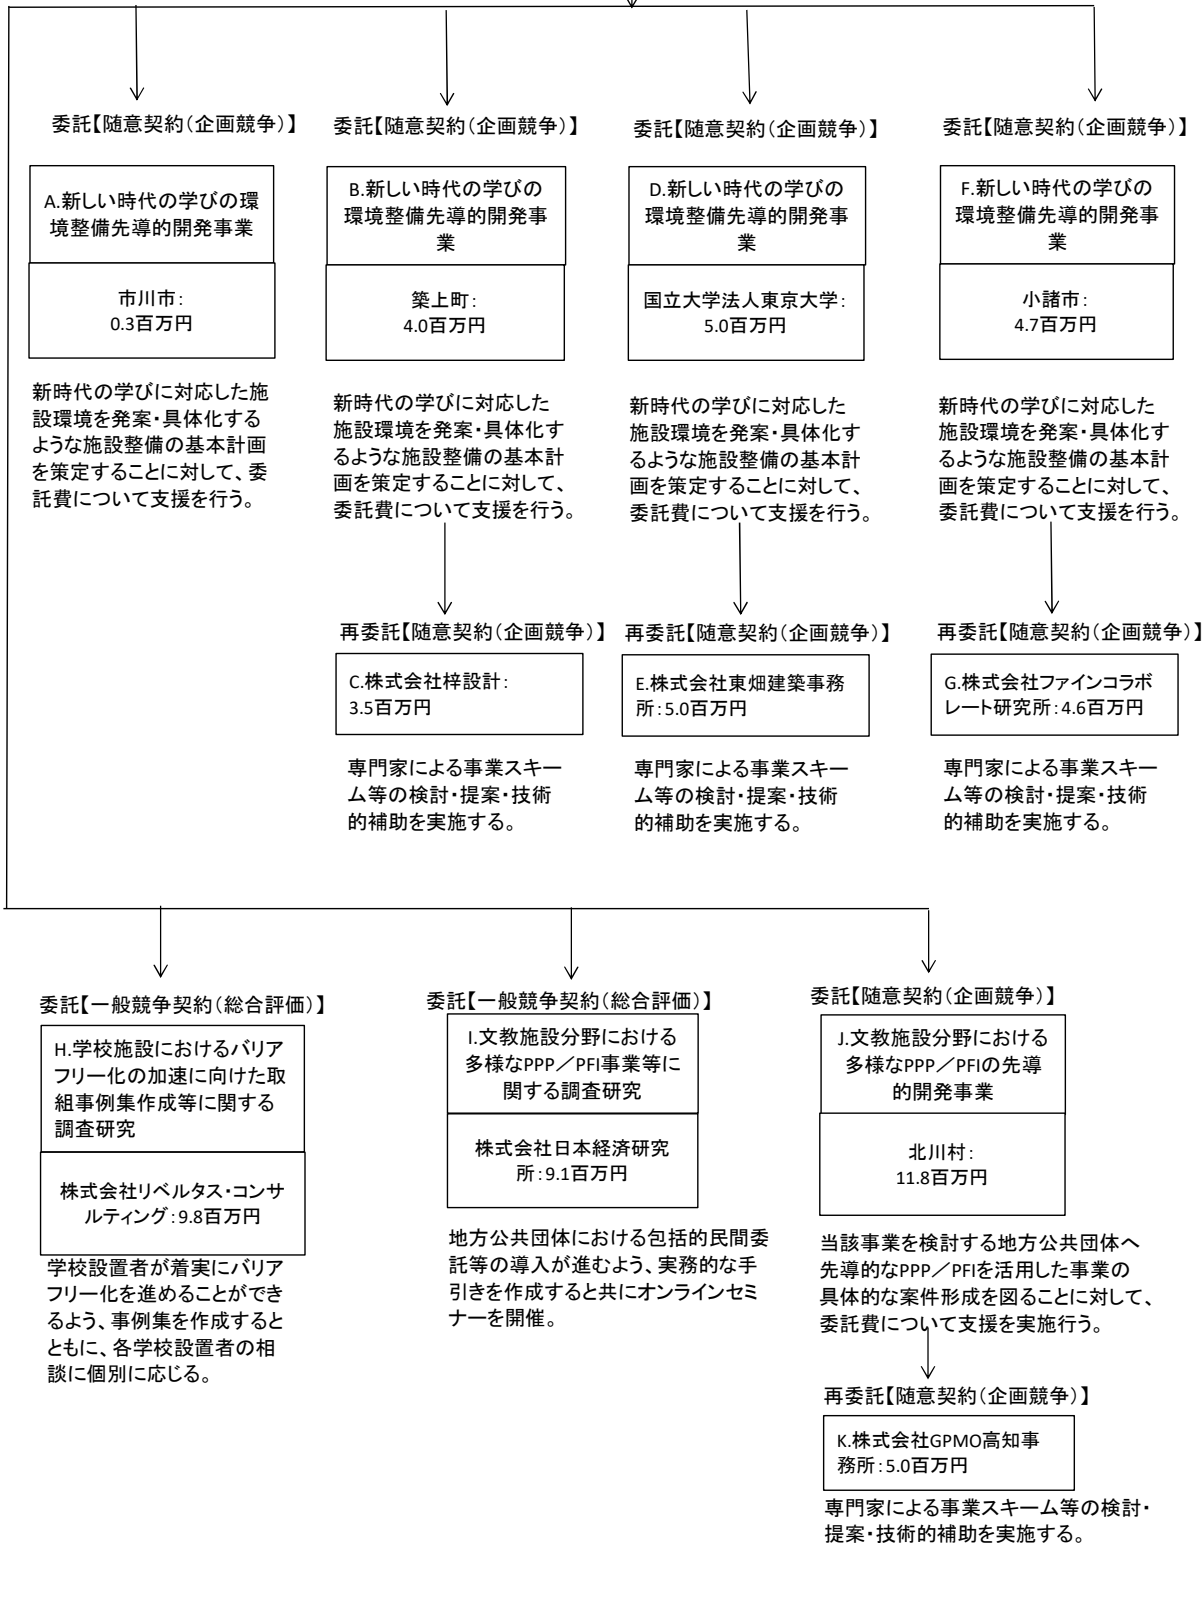 委託【随意契約(企画競争)】
A.新しい時代の学びの環
境整備先導的開発事業
市川市:
0.3百万円
新時代の学びに対応した施
設環境を発案・具体化する
ような施設整備の基本計画
を策定することに対して、委
託費について支援を行う。
委託【随意契約(企画競争)】
B.新しい時代の学びの
環境整備先導的開発事
業
築上町:
4.0百万円
新時代の学びに対応した
施設環境を発案・具体化す
るような施設整備の基本計
画を策定することに対して、
委託費について支援を行う。
再委託【随意契約(企画競争)】
C.株式会社梓設計:
3.5百万円
専門家による事業スキー
ム等の検討・提案・技術
的補助を実施する。
委託【随意契約(企画競争)】
D.新しい時代の学びの
環境整備先導的開発事
業
国立大学法人東京大学:
5.0百万円
新時代の学びに対応した
施設環境を発案・具体化す
るような施設整備の基本計
画を策定することに対して、
委託費について支援を行う。
再委託【随意契約(企画競争)】
E.株式会社東畑建築事務
所:5.0百万円
専門家による事業スキー
ム等の検討・提案・技術
的補助を実施する。
委託【随意契約(企画競争)】
F.新しい時代の学びの
環境整備先導的開発事
業
小諸市:
4.7百万円
新時代の学びに対応した
施設環境を発案・具体化す
るような施設整備の基本計
画を策定することに対して、
委託費について支援を行う。
再委託【随意契約(企画競争)】
G.株式会社ファインコラボ
レート研究所:4.6百万円
専門家による事業スキー
ム等の検討・提案・技術
的補助を実施する。
委託【一般競争契約(総合評価)】
H.学校施設におけるバリア
フリー化の加速に向けた取
組事例集作成等に関する
調査研究
株式会社リベルタス・コンサ
ルティング:9.8百万円
学校設置者が着実にバリア
フリー化を進めることができ
るよう、事例集を作成すると
ともに、各学校設置者の相
談に個別に応じる。
委託【一般競争契約(総合評価)】
I.文教施設分野における
多様なPPP/PFI事業等に
関する調査研究
株式会社日本経済研究
所:9.1百万円
地方公共団体における包括的民間委
託等の導入が進むよう、実務的な手
引きを作成すると共にオンラインセミ
ナーを開催。
委託【随意契約(企画競争)】
J.文教施設分野における
多様なPPP/PFIの先導
的開発事業
北川村:
11.8百万円
当該事業を検討する地方公共団体へ
先導的なPPP/PFIを活用した事業の
具体的な案件形成を図ることに対して、
委託費について支援を実施行う。
再委託【随意契約(企画競争)】
K.株式会社GPMO高知事
務所:5.0百万円
専門家による事業スキーム等の検討・
提案・技術的補助を実施する。